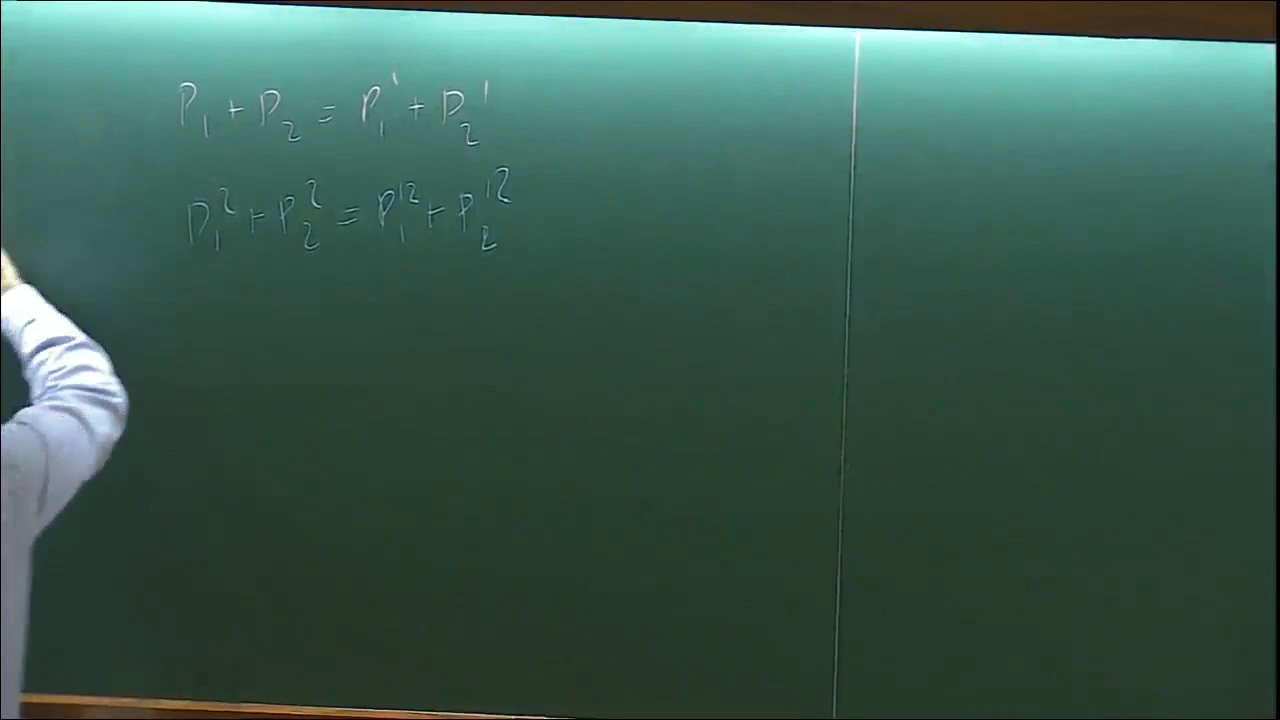 P₁ + P₂ = P₁' + P₂'
P₁² + P₂² = P₁'² + P₂'²